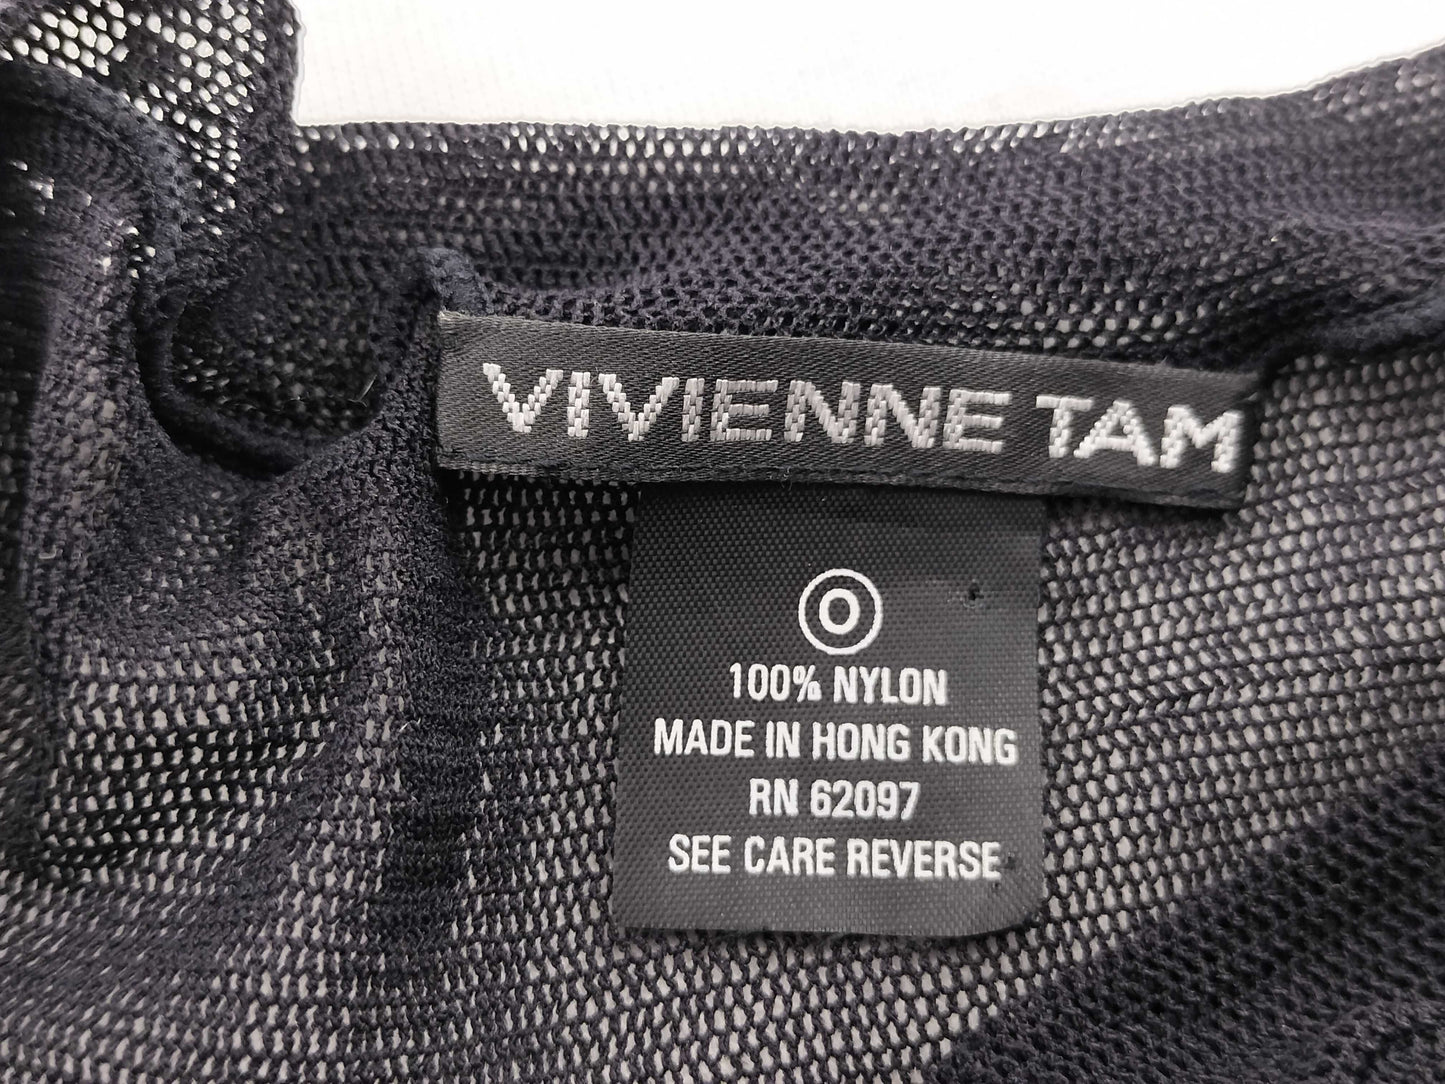 VIVIENNE TAM
0
100% NYLON
MADE IN HONG KONG
RN 62097
SEE CARE REVERSE